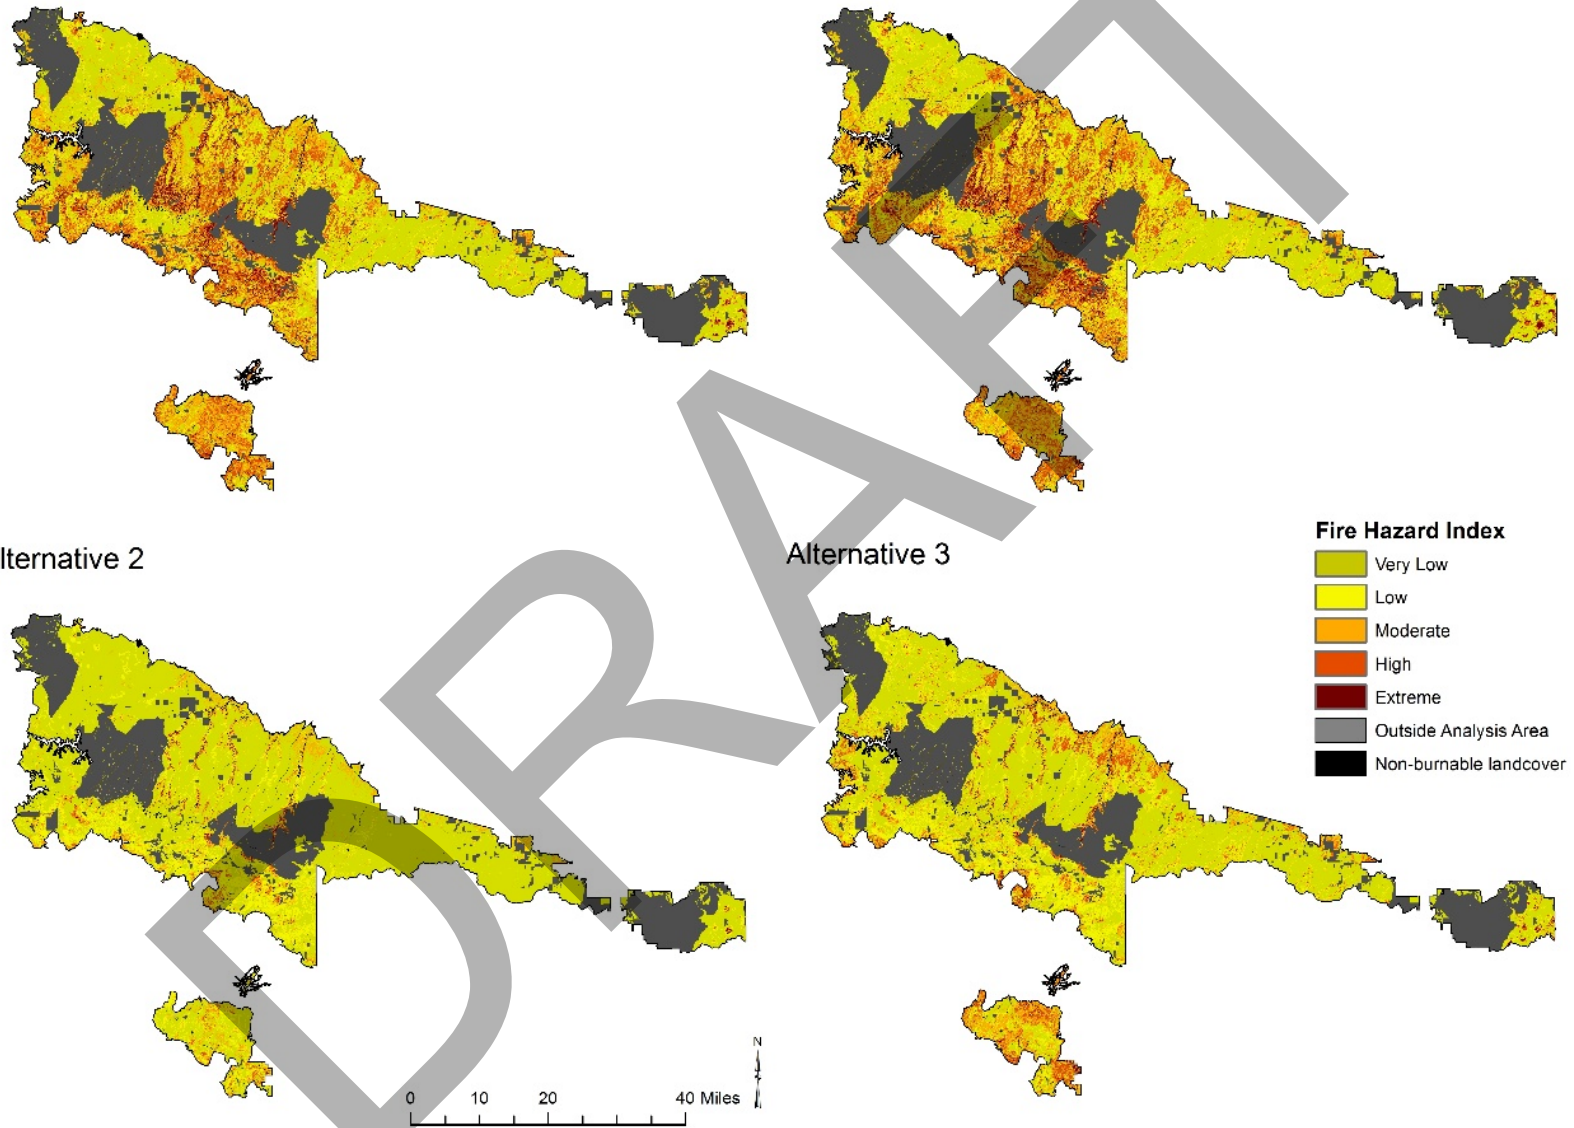 lternative 2
Alternative 3
Fire Hazard Index
Very Low
Low
Moderate
High
Extreme
Outside Analysis Area
Non-burnable landcover
N
0 10 20 40 Miles
DRAFT